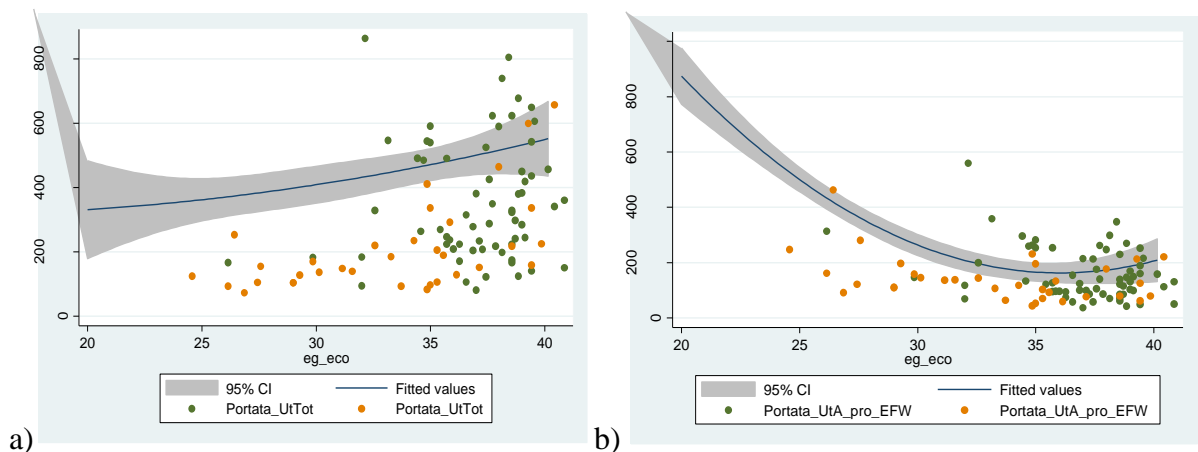 800
600
400
200
0
20 25 30 35 40
eg_eco
95% CI Fitted values
Portata_UtTot Portata_UtTot
a)
800
600
400
200
0
20 25 30 35 40
eg_eco
95% CI Fitted values
Portata_UtA_pro_EFW Portata_UtA_pro_EFW
b)